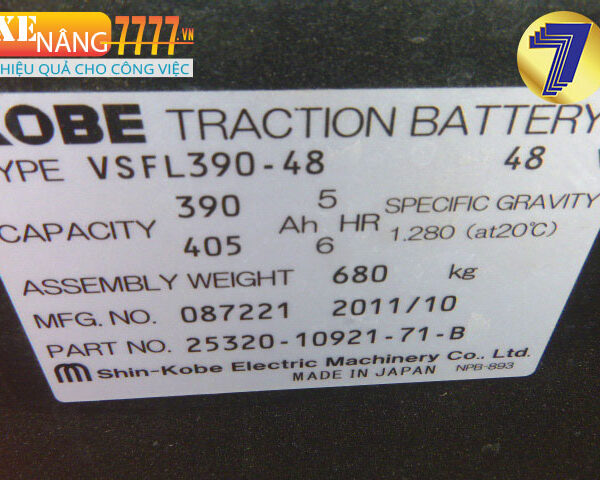 XE
NÂNG7777.VN
HIỆU QUẢ CHO CÔNG VIỆC
7
KOBE TRACTION BATTERY
TYPE VSFL390-48 48
CAPACITY 390 405 Ah 5 6 HR SPECIFIC GRAVITY 1.280 (at20℃)
ASSEMBLY WEIGHT 680 kg
MFG. NO. 087221 2011/10
PART NO. 25320-10921-71-B
Shin-Kobe Electric Machinery Co., Ltd.
MADE IN JAPAN NPB-893